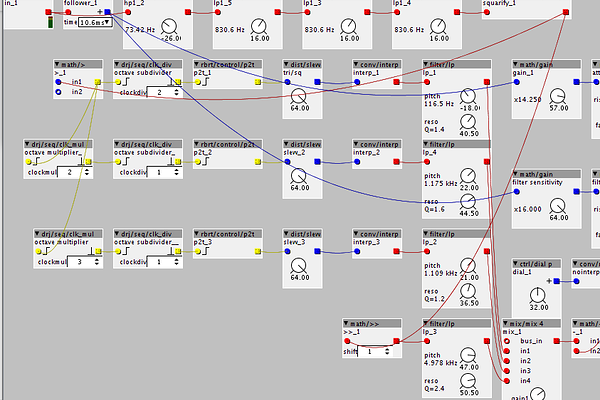 in_1
follower_1
time 10.6ms
hp1_2
73.42 Hz
-26.0
lp1_5
830.6 Hz
16.00
lp1_3
830.6 Hz
16.00
lp1_4
830.6 Hz
16.00
squarify_1
math/>
>_1
in1
in2
drj/seq/clk_div
octave subdivider
clockdiv 2
rbrt/control/p2t
p2t_1
dist/slew
tri/sq
64.00
conv/interp
interp_1
filter/lp
lp_1
pitch
116.5 Hz
-18.0
reso
Q=1.4
40.50
math/gain
gain_1
x14.250
57.00
drj/seq/clk_mul
octave multiplier_
clockmul 2
drj/seq/clk_div
octave subdivider_
clockdiv 1
rbrt/control/p2t
p2t_2
dist/slew
slew_2
64.00
conv/interp
interp_2
filter/lp
lp_4
pitch
1.175 kHz
22.00
reso
Q=1.6
44.50
math/gain
filter sensitivity
x16.000
64.00
drj/seq/clk_mul
octave multiplier
clockmul 3
drj/seq/clk_div
octave subdivider__
clockdiv 1
rbrt/control/p2t
p2t_3
dist/slew
slew_3
64.00
conv/interp
interp_3
filter/lp
lp_2
pitch
1.109 kHz
21.00
reso
Q=1.2
36.50
ctrl/dial p
dial_1
32.00
conv
nointerp
math/>>
>>_1
shift 1
filter/lp
lp_3
pitch
4.978 kHz
47.00
reso
Q=2.4
50.50
mix/mix 4
mix_1
bus_in
in1
in2
in3
in4
gain1
math/-
-_1
in1
in2